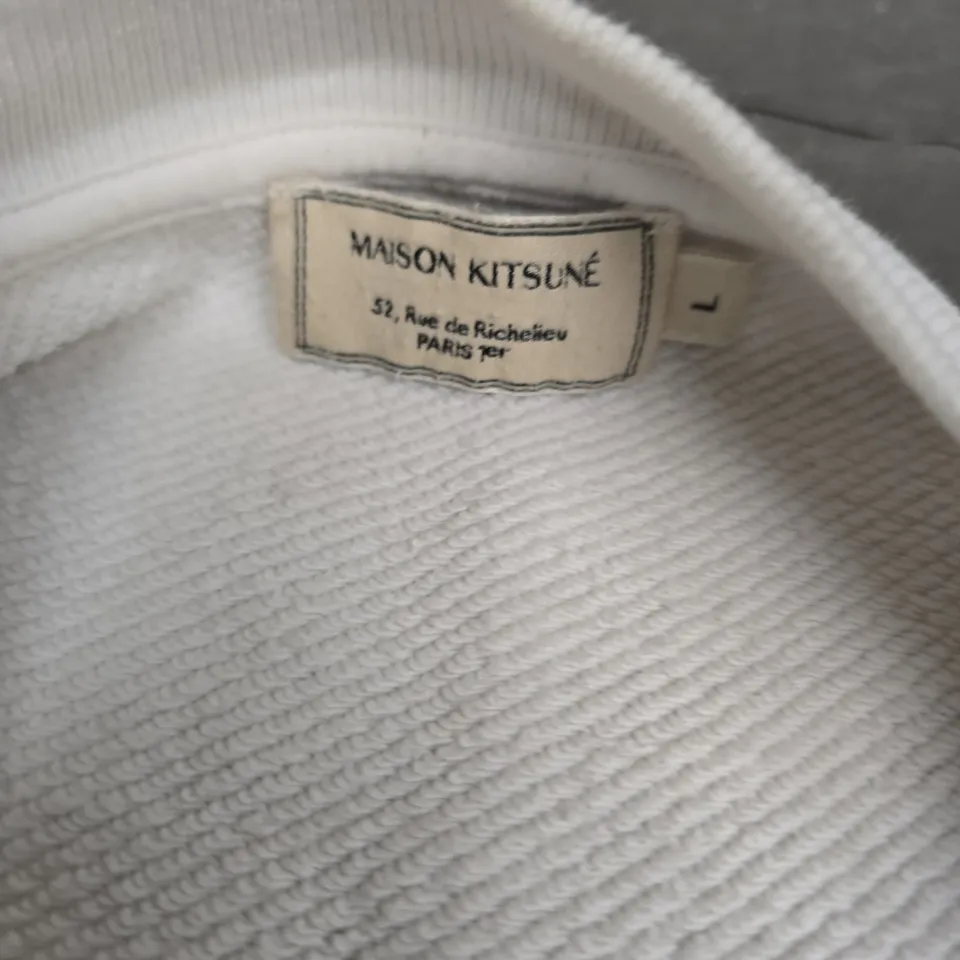 MAISON KITSUNÉ
52, Rue de Richelieu
PARIS 1er
L